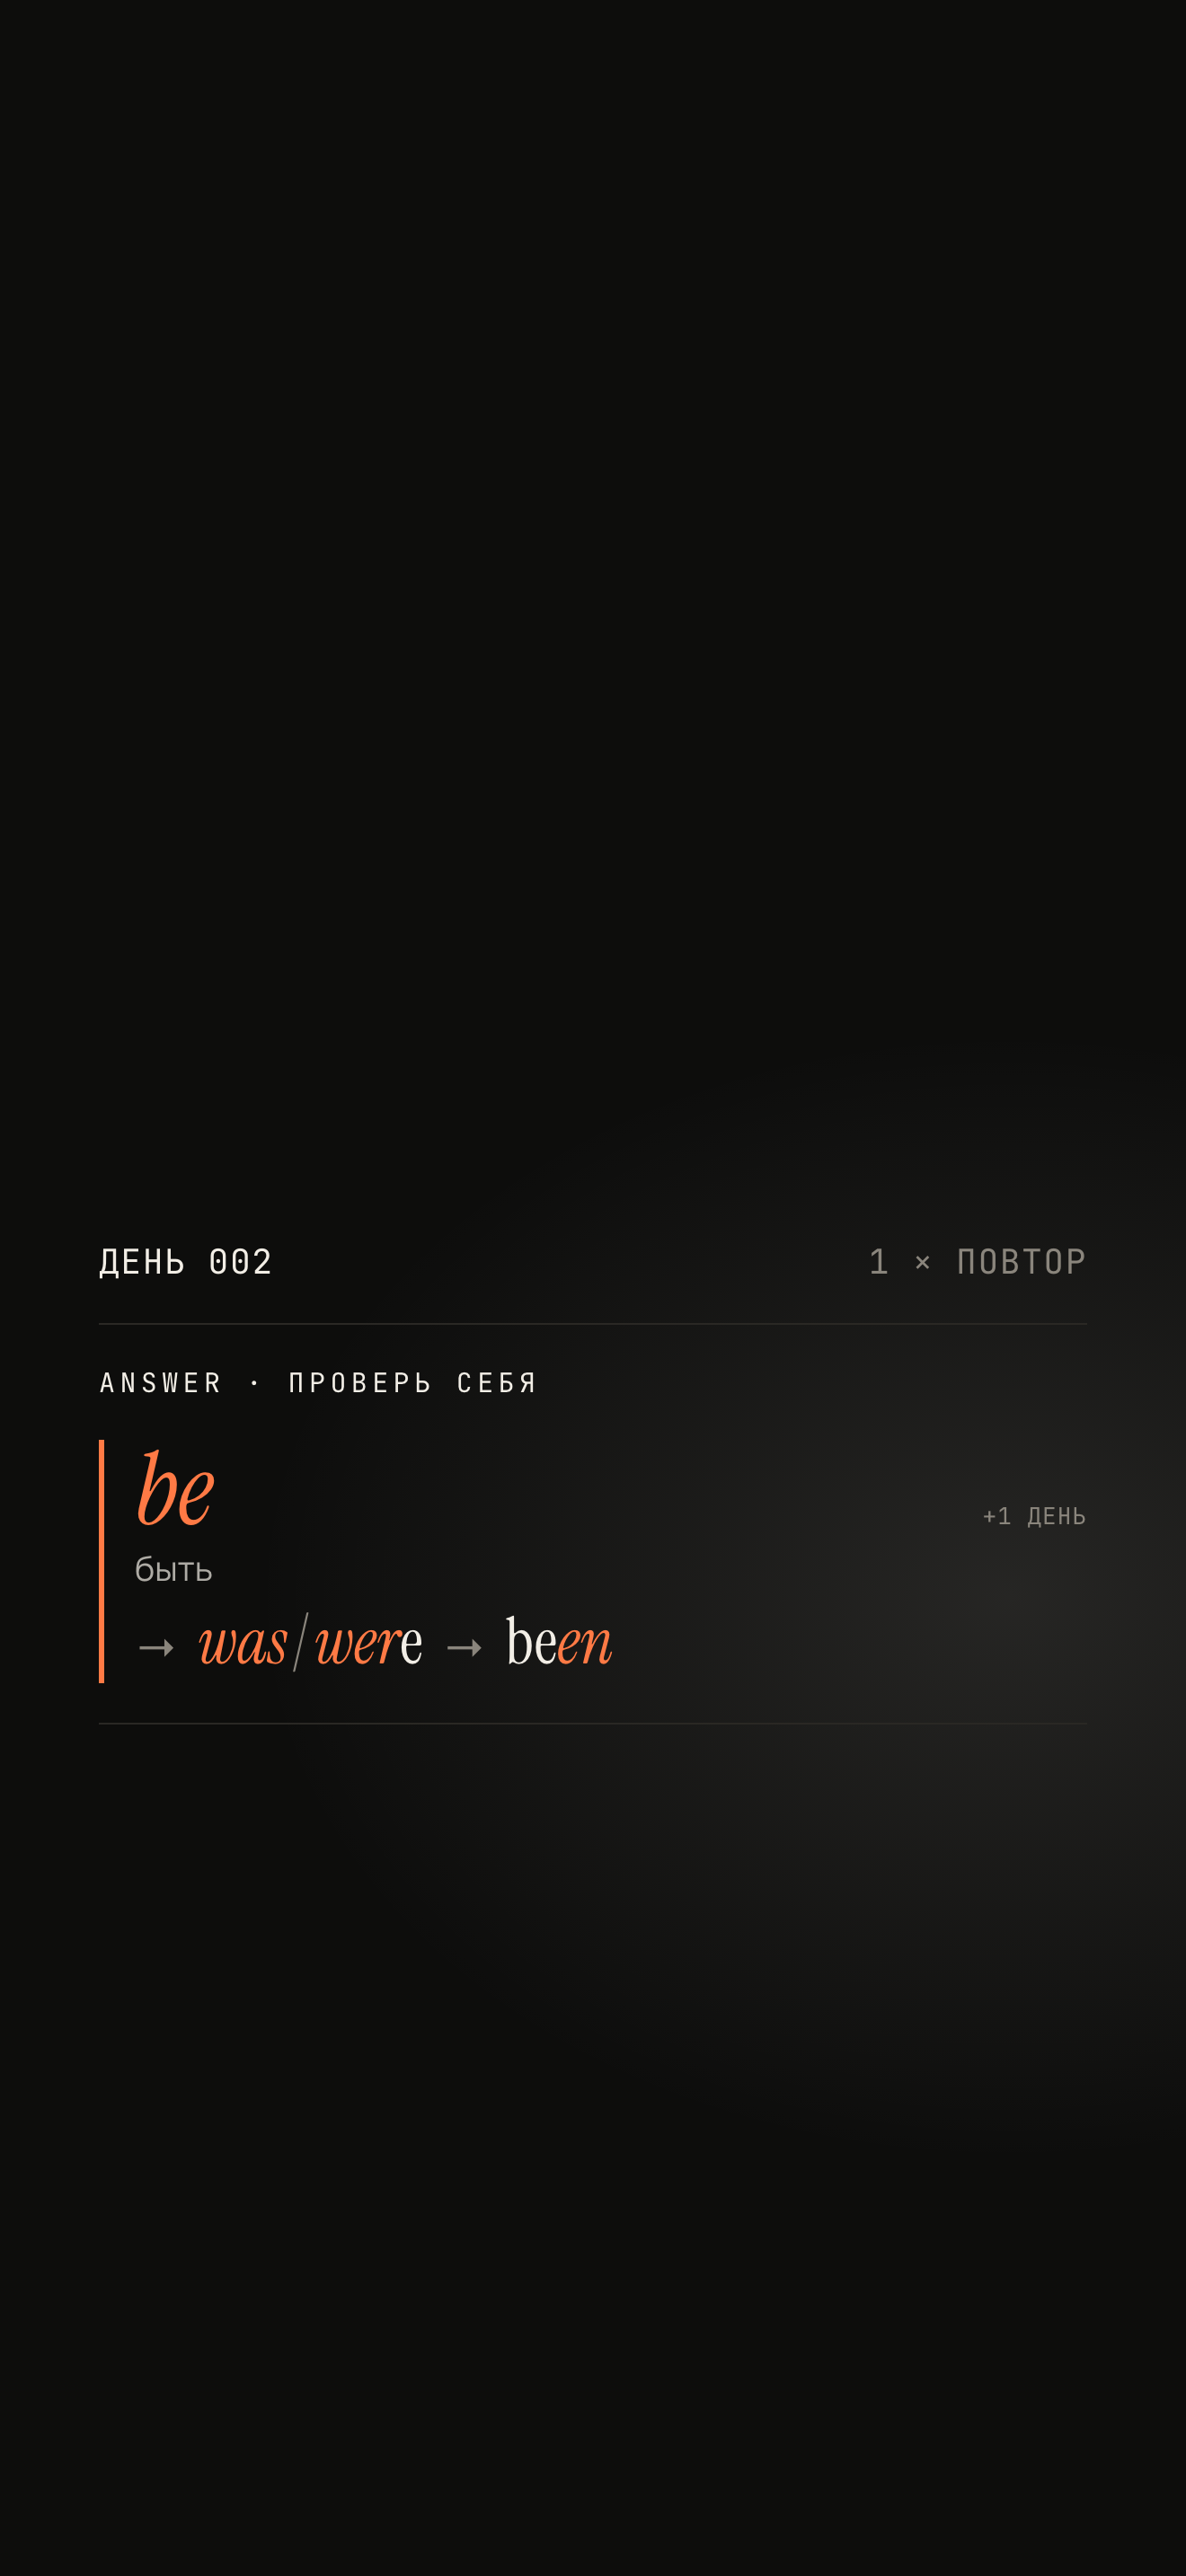 ДЕНЬ 002
1 × ПОВТОР
ANSWER · ПРОВЕРЬ СЕБЯ
be
+1 ДЕНЬ
быть
→ was/were → been